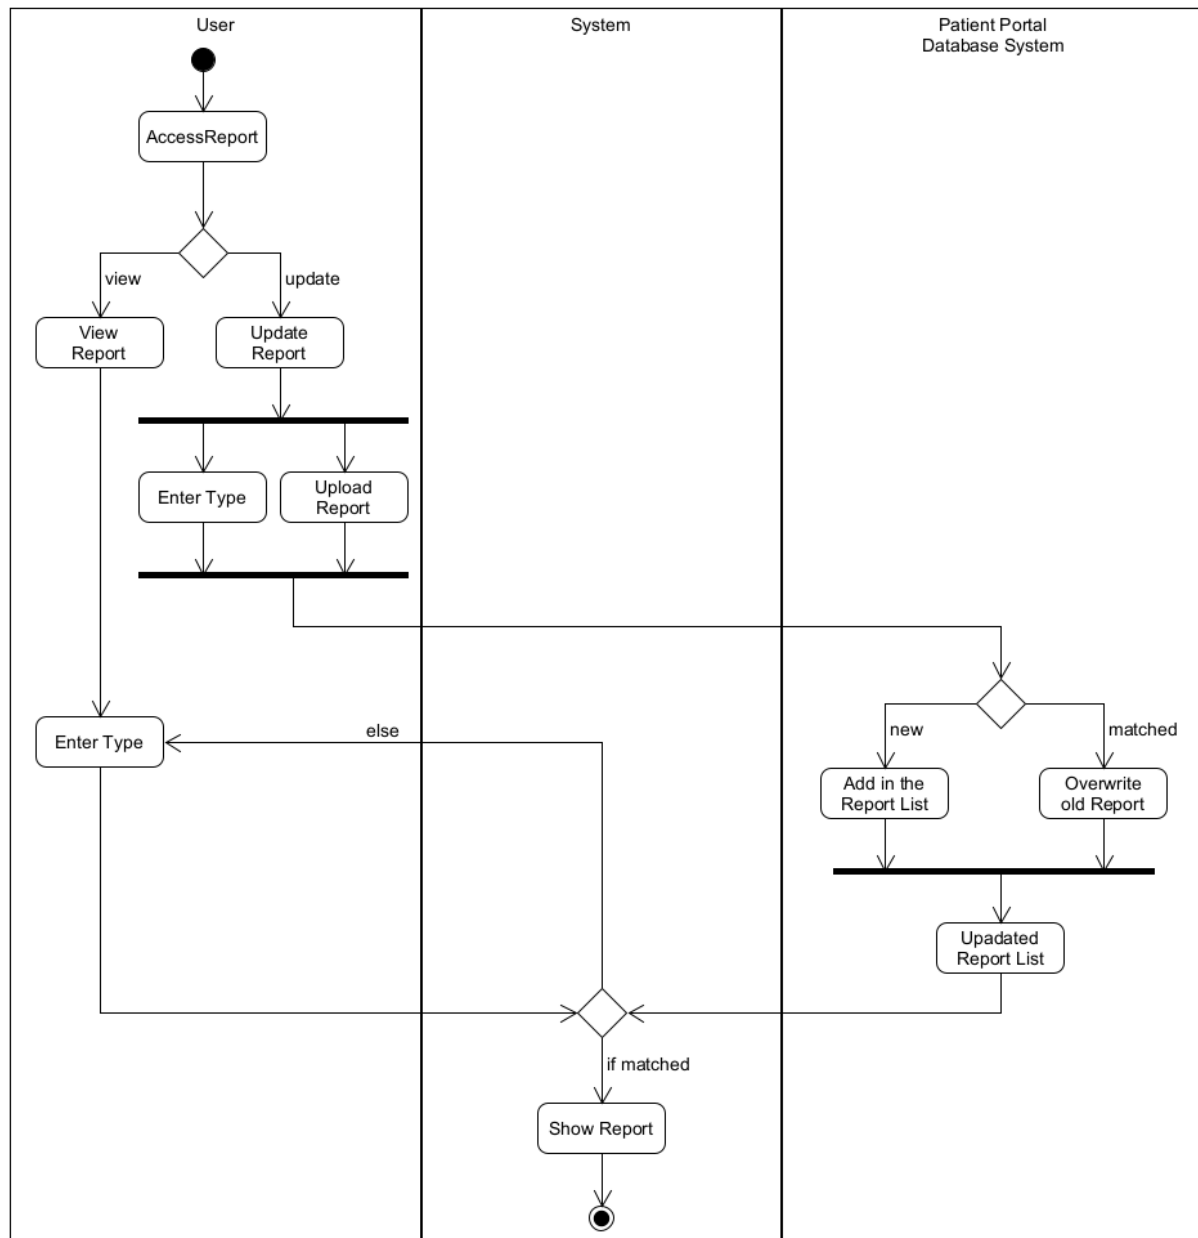 User
System
Patient Portal
Database System
AccessReport
view
update
View
Report
Update
Report
Enter Type
Upload
Report
new
matched
Enter Type
else
Add in the
Report List
Overwrite
old Report
Upadated
Report List
if matched
Show Report